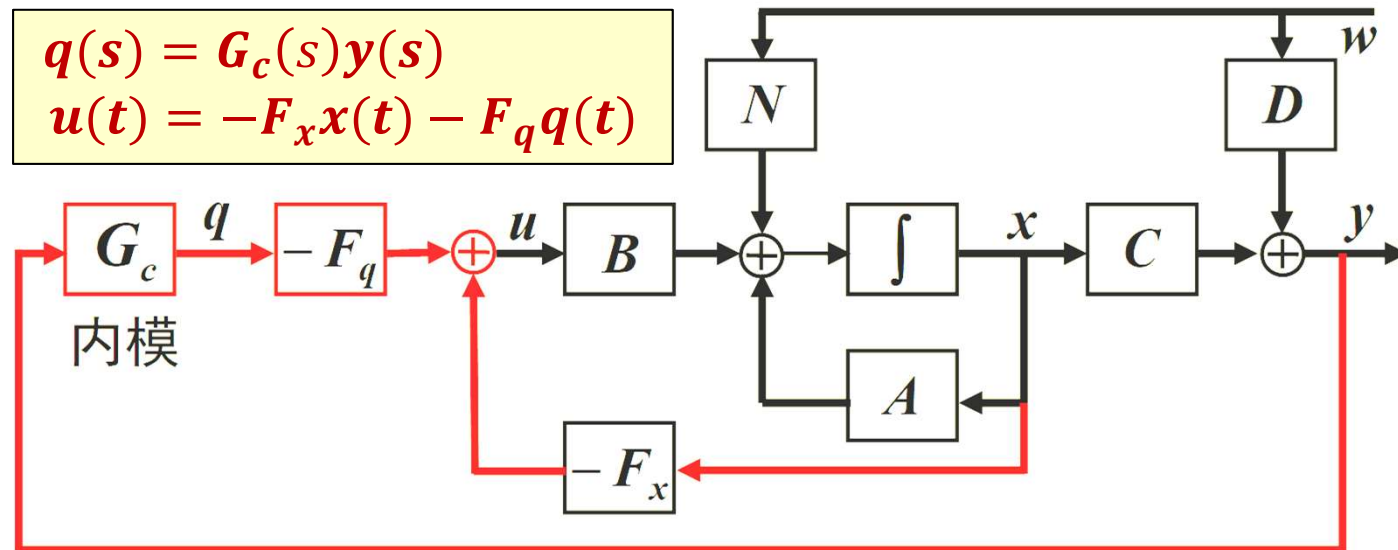 q(s) = G_c(s)y(s)
u(t) = −F_x x(t) − F_q q(t)
w
N
D
G_c
q
− F_q
u
B
∫
x
C
y
内模
A
− F_x